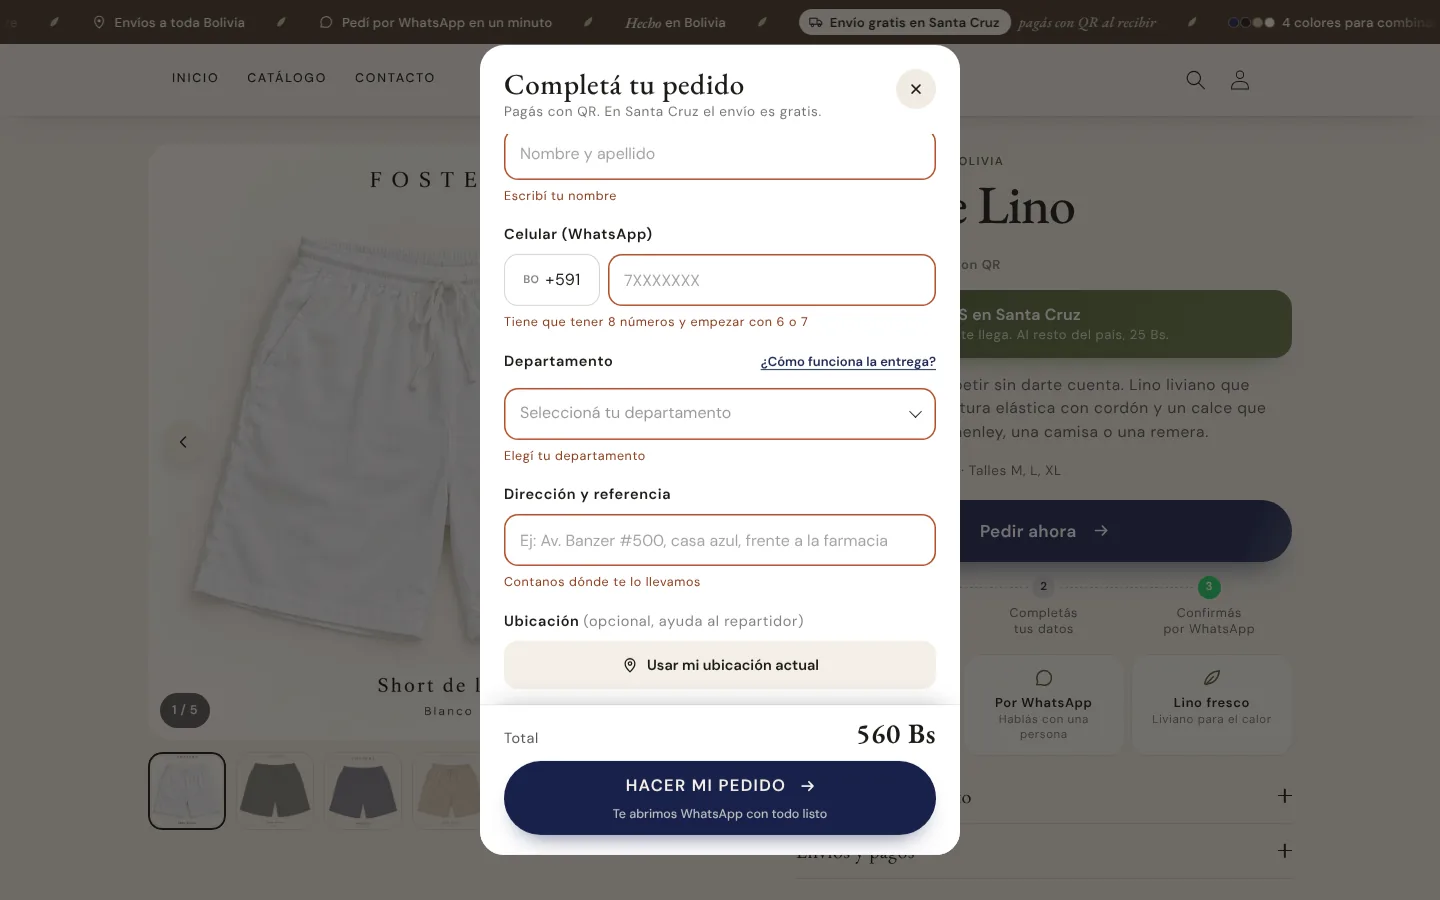 Envíos a toda Bolivia
Pedí por WhatsApp en un minuto
Hecho en Bolivia
Envío gratis en Santa Cruz
pagás con QR al recibir
4 colores para combina
INICIO
CATÁLOGO
CONTACTO
Completá tu pedido
Pagás con QR. En Santa Cruz el envío es gratis.
Nombre y apellido
Escribí tu nombre
Celular (WhatsApp)
BO +591
7XXXXXXX
Tiene que tener 8 números y empezar con 6 o 7
Departamento
¿Cómo funciona la entrega?
Seleccioná tu departamento
Elegí tu departamento
Dirección y referencia
Ej: Av. Banzer #500, casa azul, frente a la farmacia
Contanos dónde te lo llevamos
Ubicación (opcional, ayuda al repartidor)
Usar mi ubicación actual
Total
560 Bs
HACER MI PEDIDO
Te abrimos WhatsApp con todo listo
FOSTE
Short de l
Blanco
1 / 5
OLIVIA
e Lino
on QR
S en Santa Cruz
te llega. Al resto del país, 25 Bs.
petir sin darte cuenta. Lino liviano que
tura elástica con cordón y un calce que
henley, una camisa o una remera.
· Talles M, L, XL
Pedir ahora
2
Completás
tus datos
3
Confirmás
por WhatsApp
Por WhatsApp
Hablás con una
persona
Lino fresco
Liviano para el calor
o
Envíos y pagos